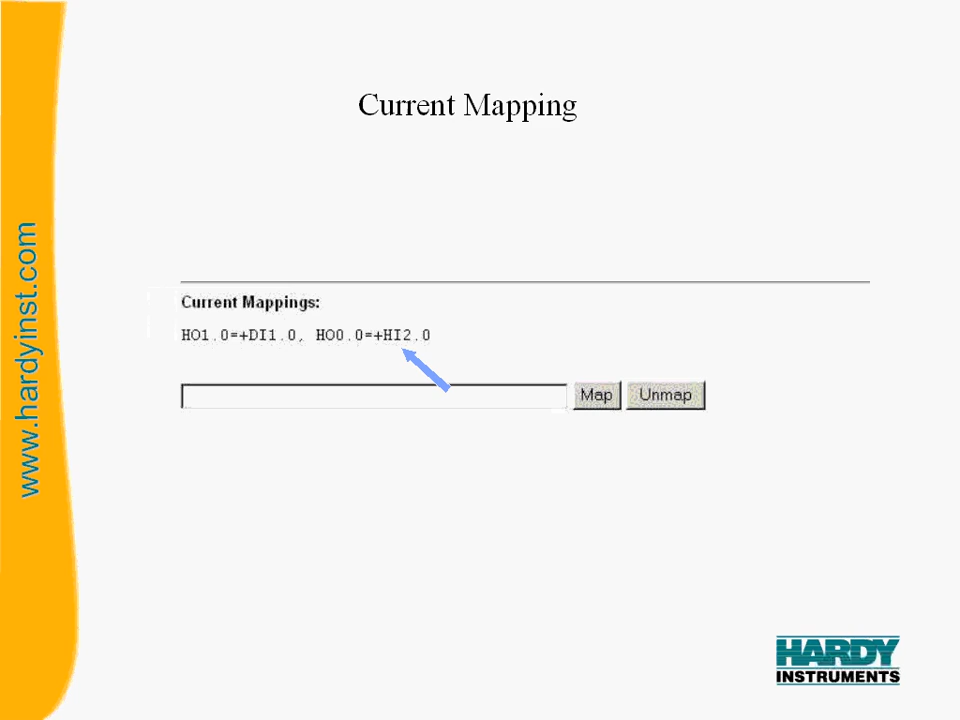 Current Mapping
www.hardyinst.com
Current Mappings:
HO1.0=+DI1.0, HO0.0=+HI2.0
Map Unmap
HARDY
INSTRUMENTS